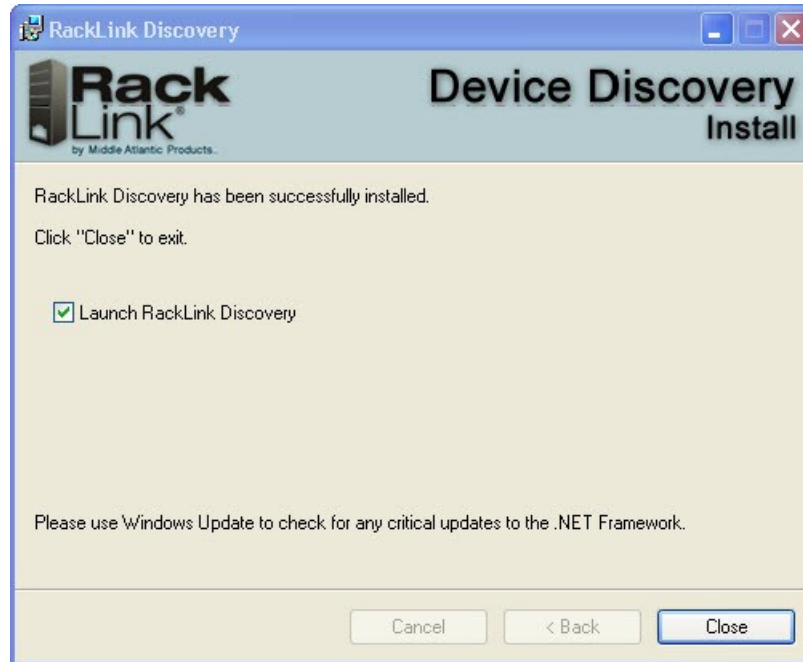 RackLink Discovery
Rack
Link®
by Middle Atlantic Products..
Device Discovery
Install
RackLink Discovery has been successfully installed.
Click "Close" to exit.
Launch RackLink Discovery
Please use Windows Update to check for any critical updates to the .NET Framework.
Cancel
< Back
Close